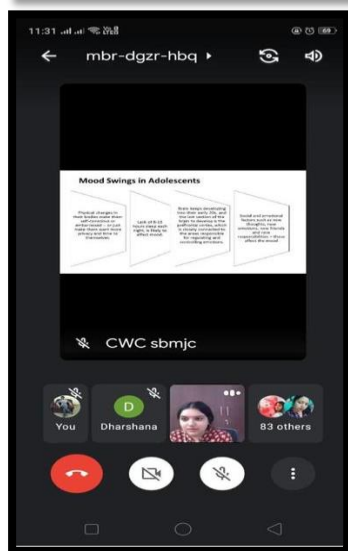 11:31
69
mbr-dgzr-hbq
Mood Swings in Adolescents
Physical changes in
their bodies make them
self-conscious or
embarrassed – or just
make them want more
privacy and time to
themselves.
Lack of 8-10
hours sleep each
night, is likely to
affect mood.
Brain keeps developing
into their early 20s, and
the last section of the
brain to develop is the
prefrontal cortex, which
is closely connected to
the areas responsible
for regulating and
controlling emotions.
Social and emotional
factors such as new
thoughts, new
emotions, new friends
and new
responsibilities – these
affect the mood
CWC sbmjc
D
You
Dharshana
83 others